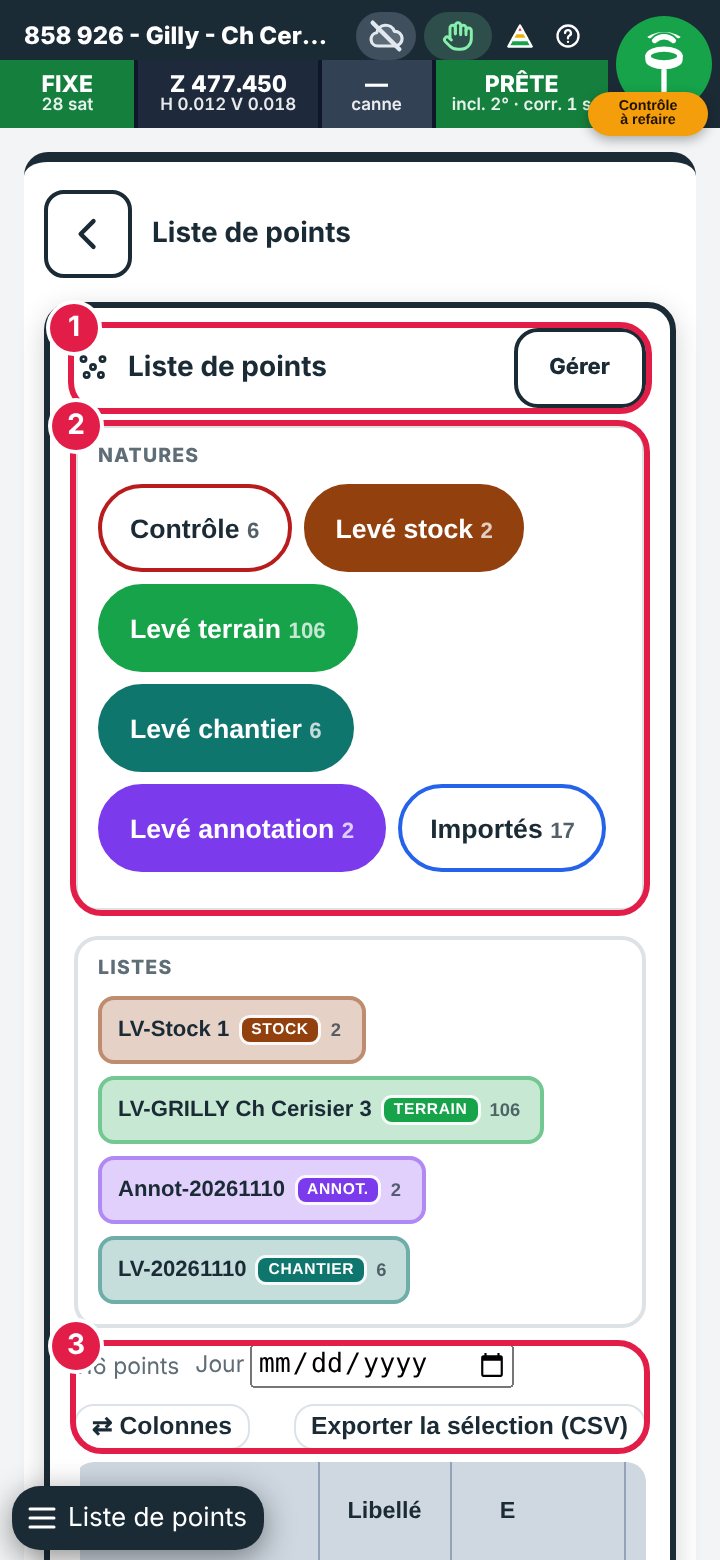 858 926 - Gilly - Ch Cer...
FIXE
28 sat
Z 477.450
H 0.012 V 0.018
—
canne
PRÊTE
incl. 2° · corr. 1 s
Contrôle
à refaire
Liste de points
1
Liste de points
Gérer
2
NATURES
Contrôle 6
Levé stock 2
Levé terrain 106
Levé chantier 6
Levé annotation 2
Importés 17
LISTES
LV-Stock 1 STOCK 2
LV-GRILLY Ch Cerisier 3 TERRAIN 106
Annot-20261110 ANNOT. 2
LV-20261110 CHANTIER 6
3
points Jour mm/dd/yyyy
⇄ Colonnes
Exporter la sélection (CSV)
Libellé E
Liste de points